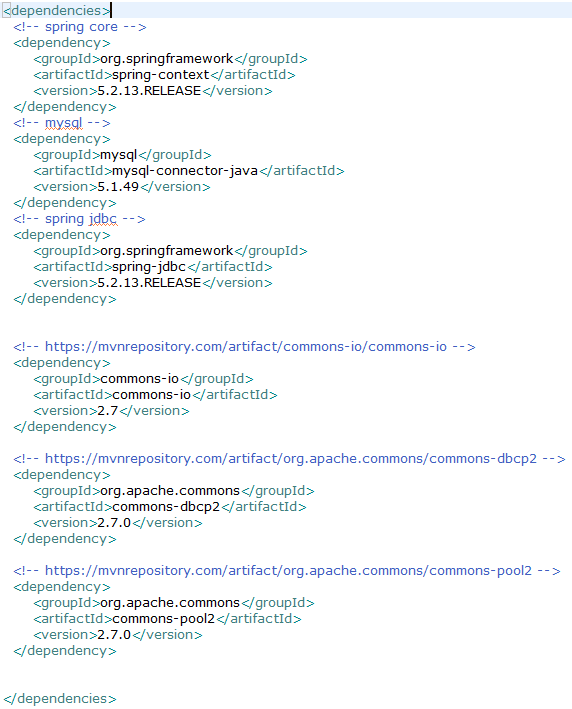 <dependencies>
<!-- spring core -->
<dependency>
<groupId>org.springframework</groupId>
<artifactId>spring-context</artifactId>
<version>5.2.13.RELEASE</version>
</dependency>
<!-- mysql -->
<dependency>
<groupId>mysql</groupId>
<artifactId>mysql-connector-java</artifactId>
<version>5.1.49</version>
</dependency>
<!-- spring jdbc -->
<dependency>
<groupId>org.springframework</groupId>
<artifactId>spring-jdbc</artifactId>
<version>5.2.13.RELEASE</version>
</dependency>
<!-- https://mvnrepository.com/artifact/commons-io/commons-io -->
<dependency>
<groupId>commons-io</groupId>
<artifactId>commons-io</artifactId>
<version>2.7</version>
</dependency>
<!-- https://mvnrepository.com/artifact/org.apache.commons/commons-dbcp2 -->
<dependency>
<groupId>org.apache.commons</groupId>
<artifactId>commons-dbcp2</artifactId>
<version>2.7.0</version>
</dependency>
<!-- https://mvnrepository.com/artifact/org.apache.commons/commons-pool2 -->
<dependency>
<groupId>org.apache.commons</groupId>
<artifactId>commons-pool2</artifactId>
<version>2.7.0</version>
</dependency>
</dependencies>